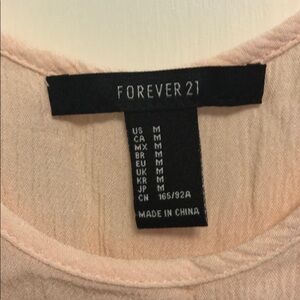 FOREVER 21
US M
CA M
MX M
BR M
EU M
UK M
KR M
JP M
CN 165/92A
MADE IN CHINA